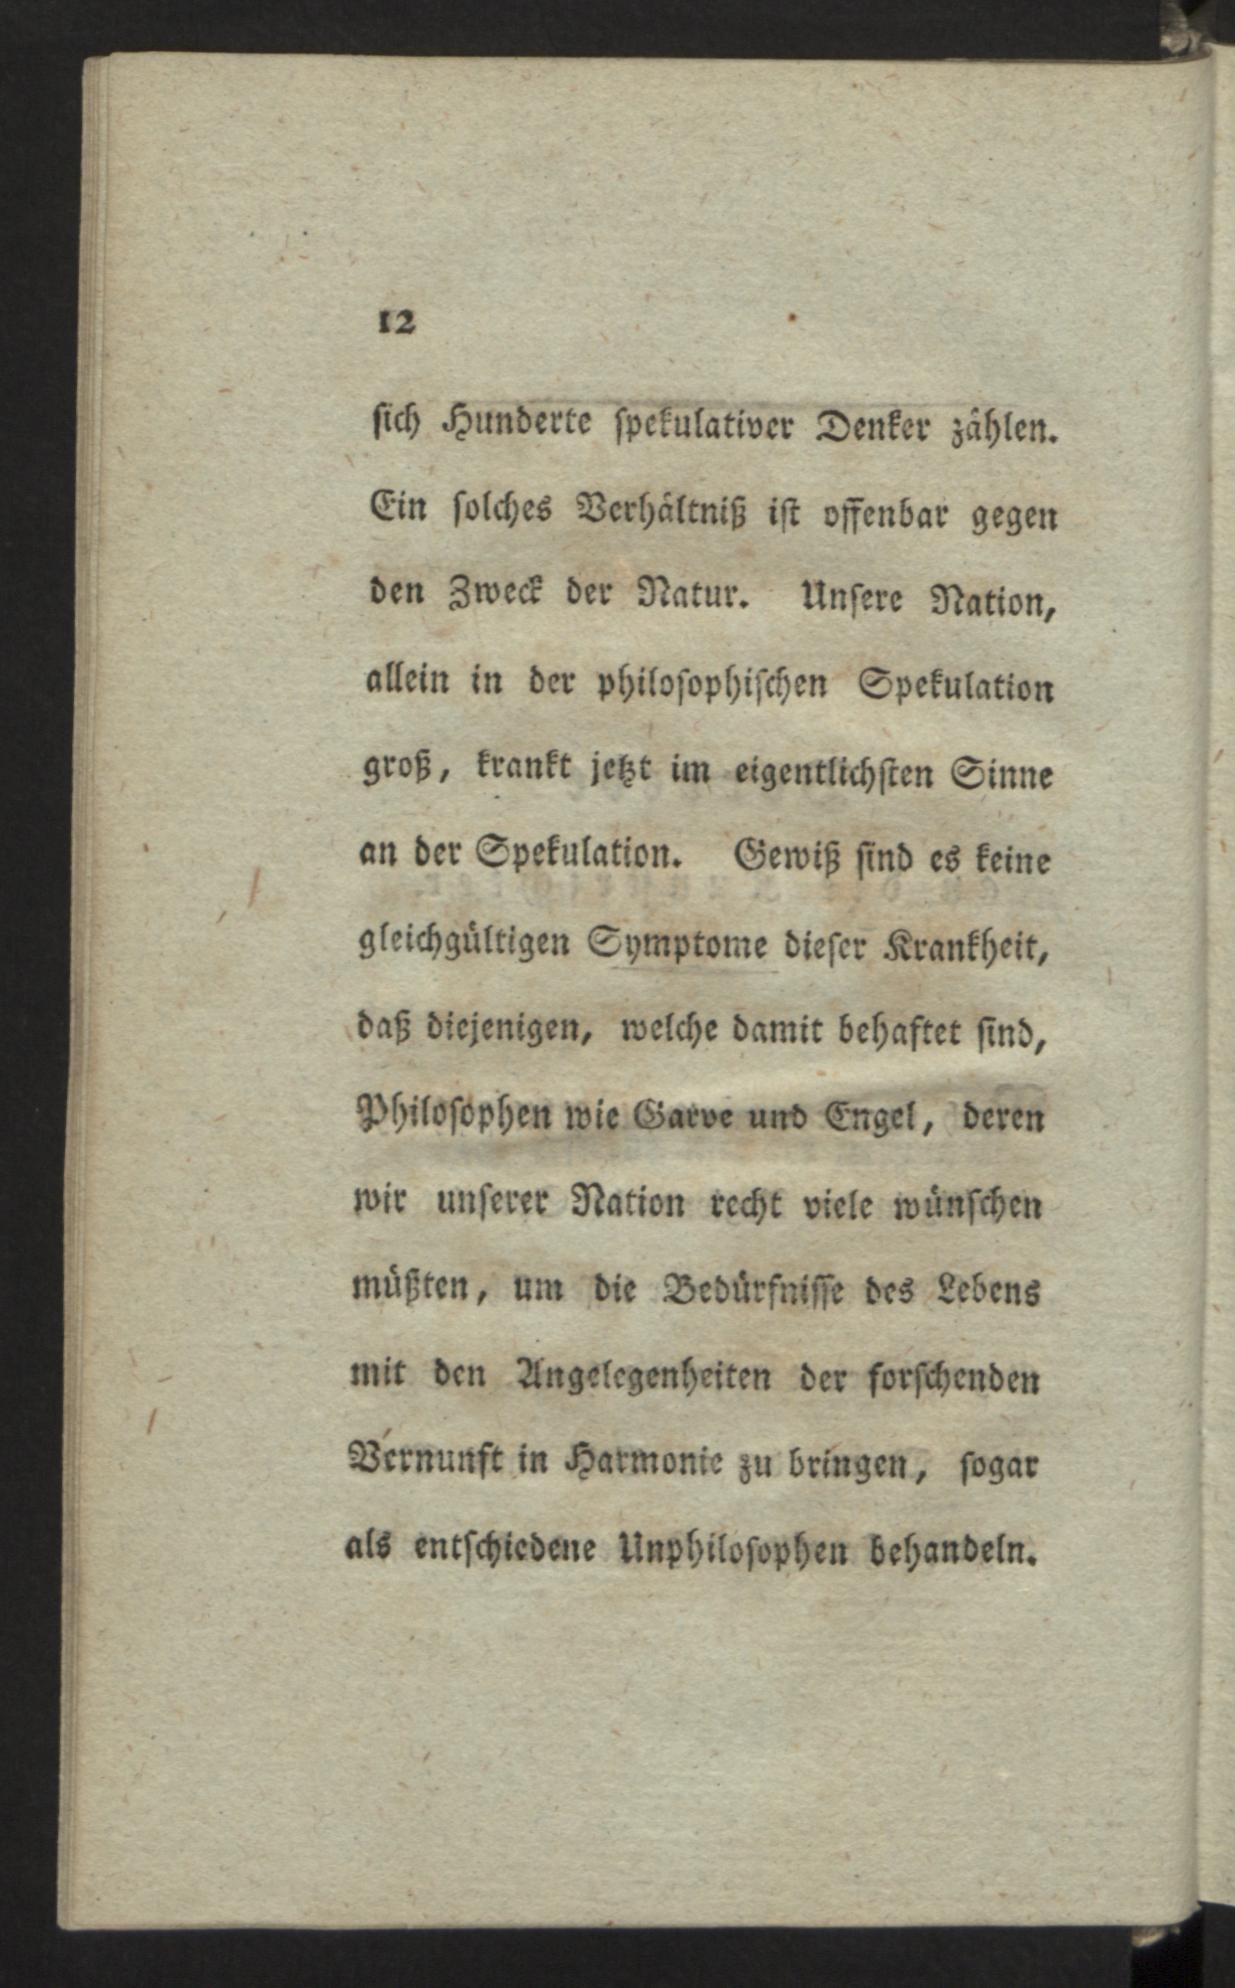 12
sich Hunderte spekulativer Denker zählen.
Ein solches Verhältniß ist offenbar gegen
den Zweck der Natur. Unsere Nation,
allein in der philosophischen Spekulation
groß, krankt jetzt im eigentlichsten Sinne
an der Spekulation. Gewiß sind es keine
gleichgültigen Symptome dieser Krankheit,
daß diejenigen, welche damit behaftet sind,
Philosophen wie Garve und Engel, deren
wir unserer Nation recht viele wünschen
müßten, um die Bedürfnisse des Lebens
mit den Angelegenheiten der forschenden
Vernunft in Harmonie zu bringen, sogar
als entschiedene Unphilosophen behandeln.